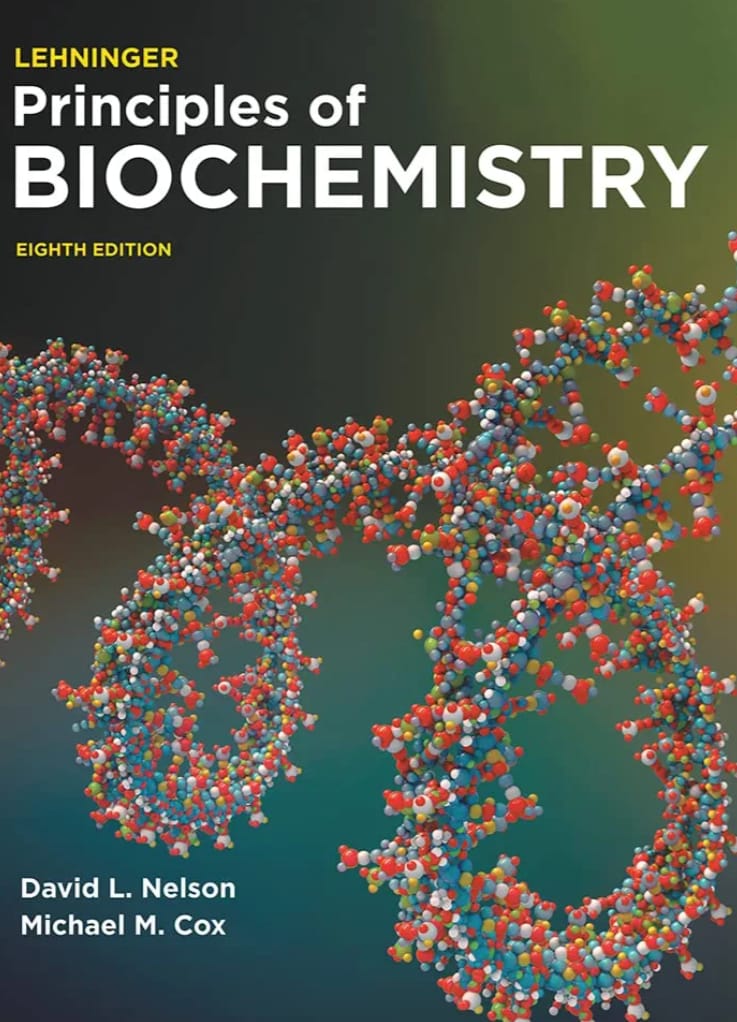 LEHNINGER
Principles of
BIOCHEMISTRY
EIGHTH EDITION
David L. Nelson
Michael M. Cox